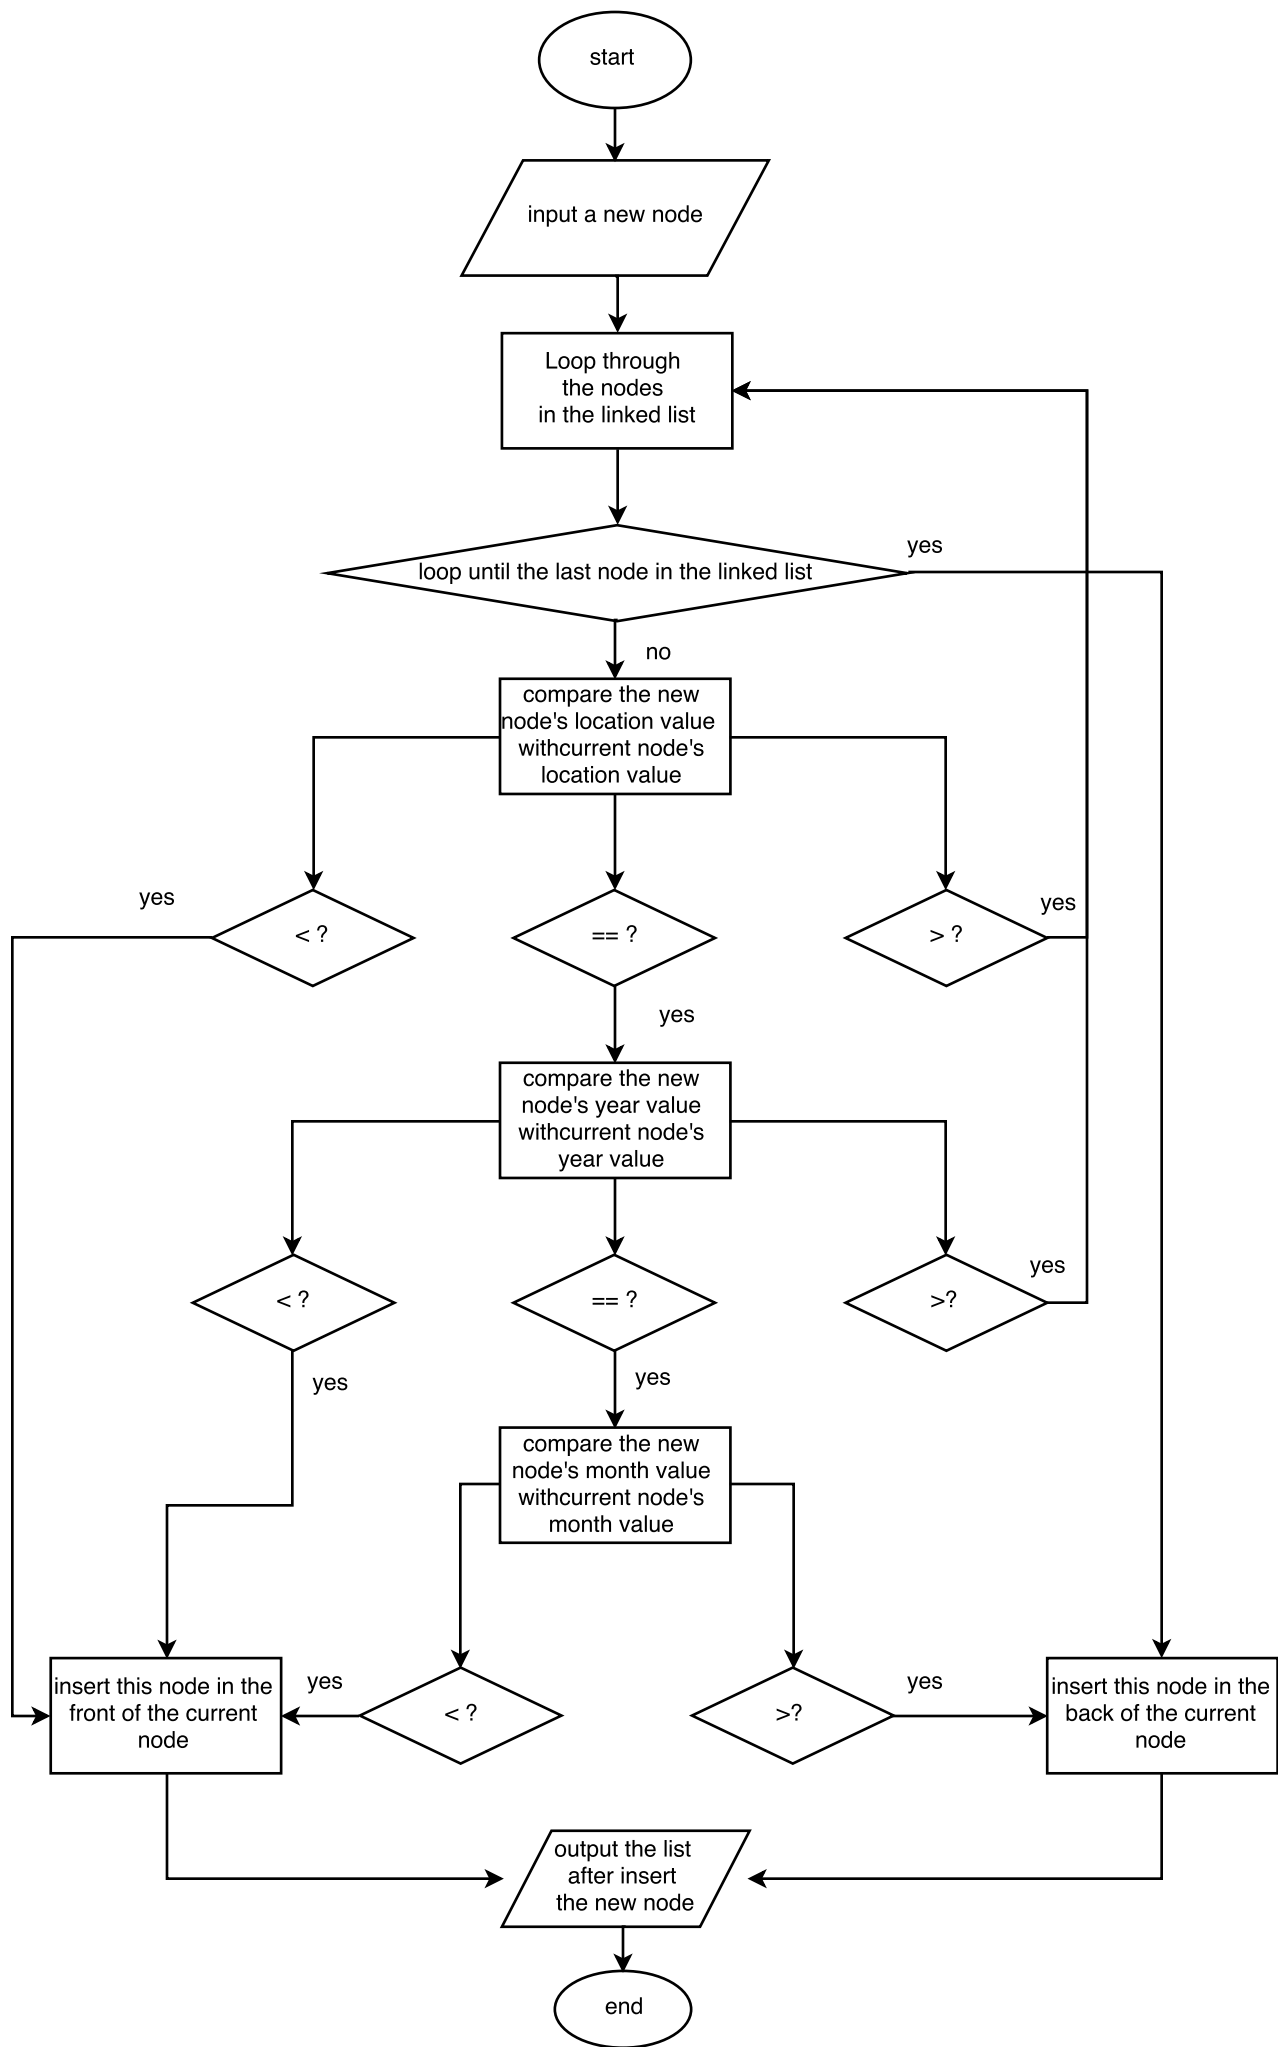 start
input a new node
Loop through
the nodes
in the linked list
loop until the last node in the linked list
yes
no
compare the new
node's location value
withcurrent node's
location value
yes
< ?
== ?
> ?
yes
yes
compare the new
node's year value
withcurrent node's
year value
< ?
== ?
>?
yes
yes
yes
compare the new
node's month value
withcurrent node's
month value
insert this node in the
front of the current
node
yes
< ?
>?
yes
insert this node in the
back of the current
node
output the list
after insert
the new node
end